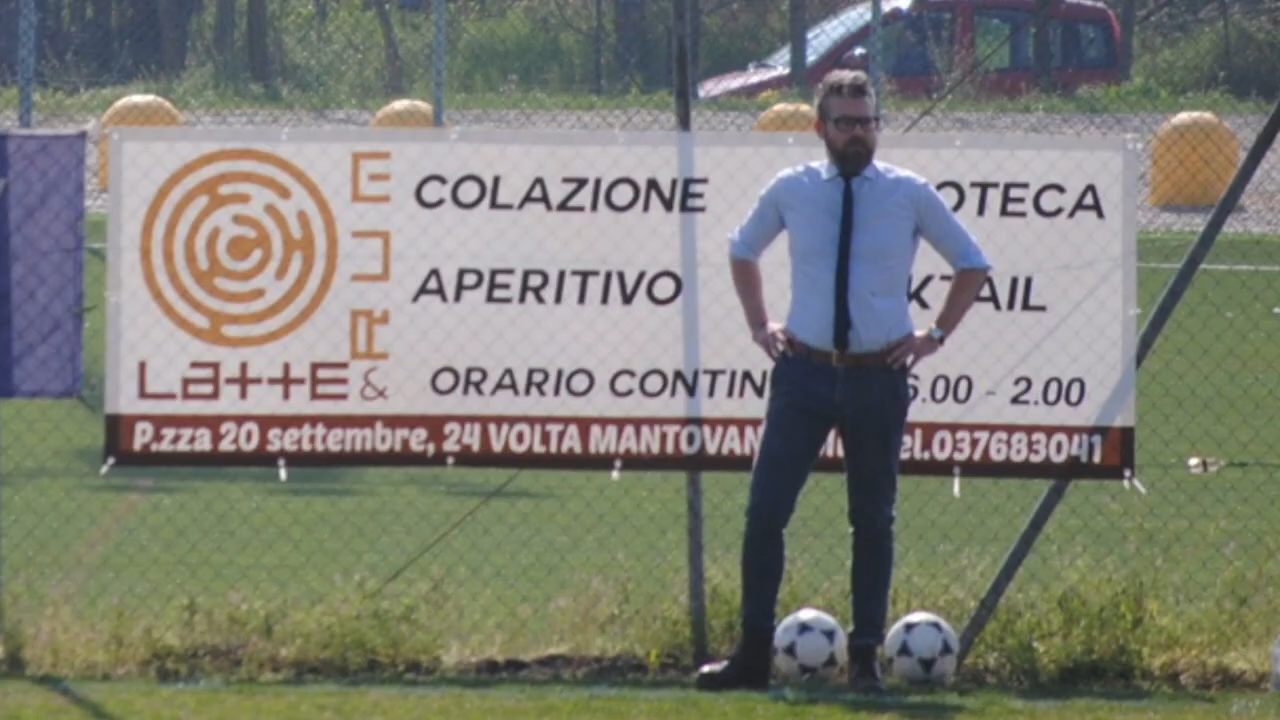 COLAZIONE OTECA
APERITIVO KTAIL
LattE & RUE
ORARIO CONTIN 6.00 - 2.00
P.zza 20 settembre, 24 VOLTA MANTOVAN el.037683041